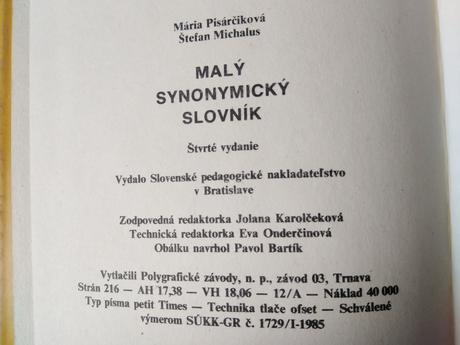 Mária Pisárčiková
Štefan Michalus
MALÝ
SYNONYMICKÝ
SLOVNÍK
Štvrté vydanie
Vydalo Slovenské pedagogické nakladateľstvo
v Bratislave
Zodpovedná redaktorka Jolana Karolčeková
Technická redaktorka Eva Onderčinová
Obálku navrhol Pavol Bartík
Vytlačili Polygrafické závody, n. p., závod 03, Trnava
Strán 216 — AH 17,38 — VH 18,06 — 12/A — Náklad 40 000
Typ písma petit Times — Technika tlače ofset — Schválené
výmerom SÚKK-GR č. 1729/I-1985